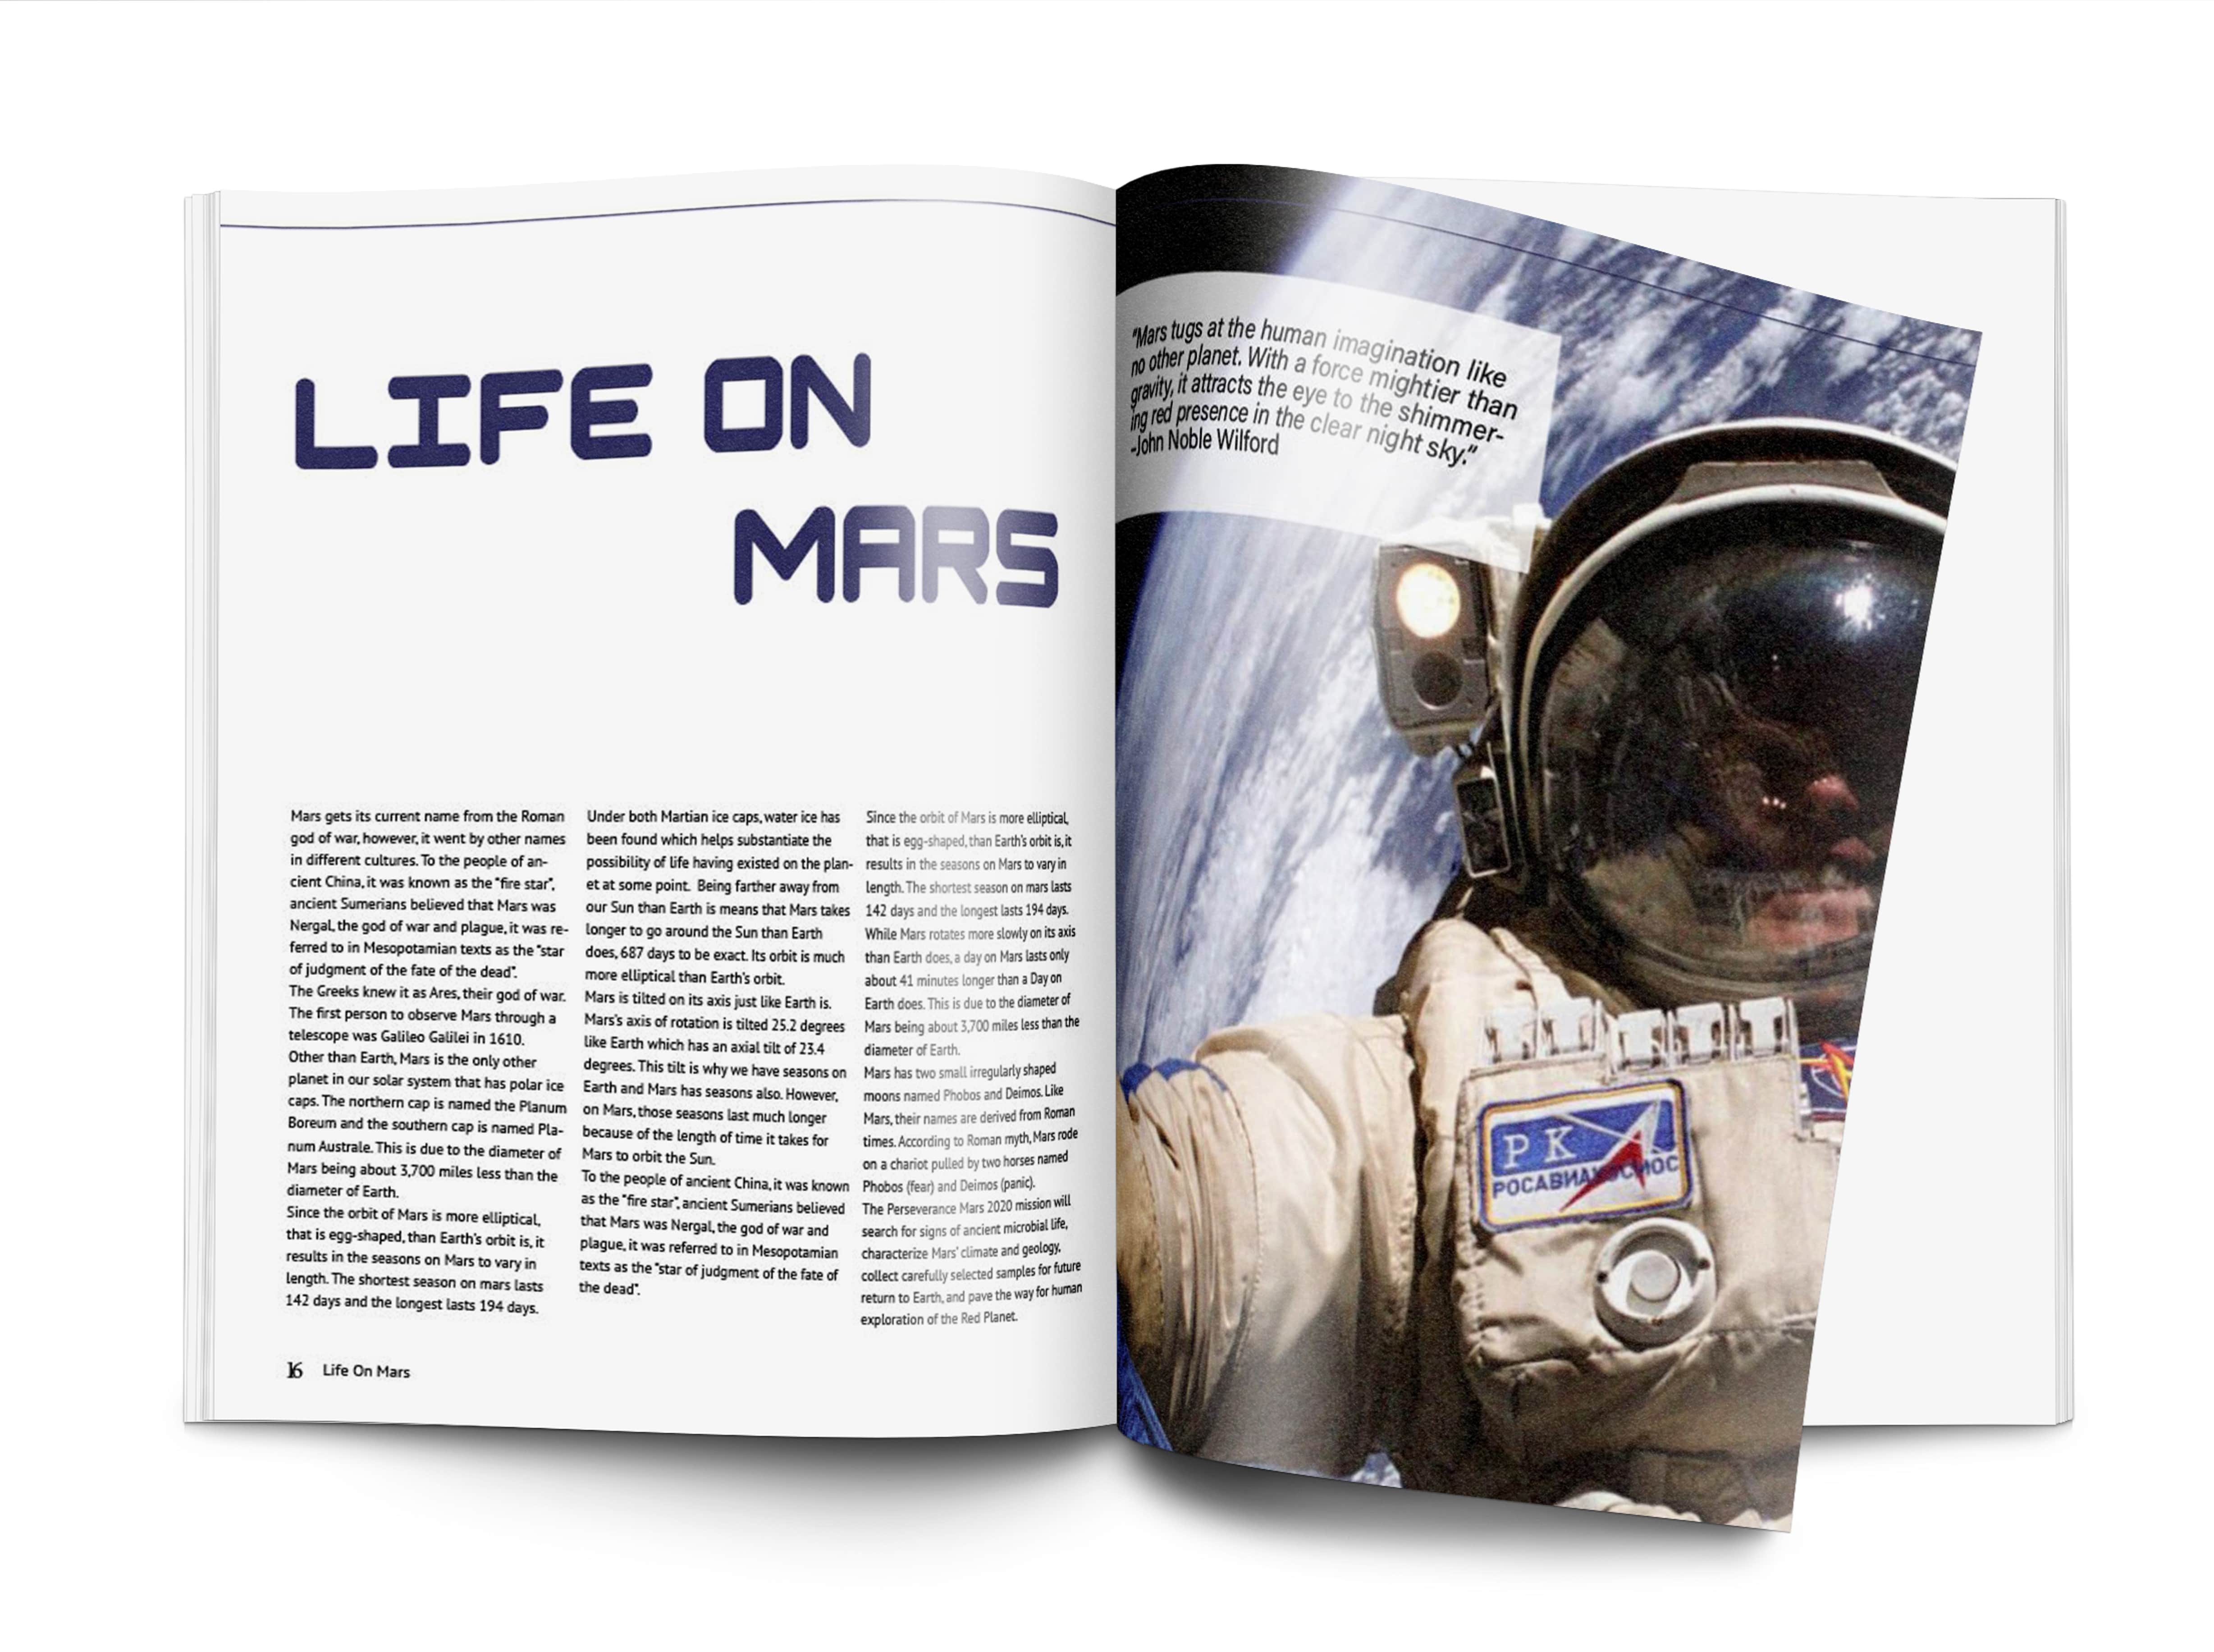 LIFE ON
MARS
Mars gets its current name from the Roman
god of war, however, it went by other names
in different cultures. To the people of an-
cient China, it was known as the "fire star",
ancient Sumerians believed that Mars was
Nergal, the god of war and plague, it was re-
ferred to in Mesopotamian texts as the "star
of judgment of the fate of the dead".
The Greeks knew it as Ares, their god of war.
The first person to observe Mars through a
telescope was Galileo Galilei in 1610.
Other than Earth, Mars is the only other
planet in our solar system that has polar ice
caps. The northern cap is named the Planum
Boreum and the southern cap is named Pla-
num Australe. This is due to the diameter of
Mars being about 3,700 miles less than the
diameter of Earth.
Since the orbit of Mars is more elliptical,
that is egg-shaped, than Earth's orbit is, it
results in the seasons on Mars to vary in
length. The shortest season on mars lasts
142 days and the longest lasts 194 days.
Under both Martian ice caps, water ice has
been found which helps substantiate the
possibility of life having existed on the plan-
et at some point. Being farther away from
our Sun than Earth is means that Mars takes
longer to go around the Sun than Earth
does, 687 days to be exact. Its orbit is much
more elliptical than Earth's orbit.
Mars is tilted on its axis just like Earth is.
Mars's axis of rotation is tilted 25.2 degrees
like Earth which has an axial tilt of 23.4
degrees. This tilt is why we have seasons on
Earth and Mars has seasons also. However,
on Mars, those seasons last much longer
because of the length of time it takes for
Mars to orbit the Sun.
To the people of ancient China, it was known
as the "fire star", ancient Sumerians believed
that Mars was Nergal, the god of war and
plague, it was referred to in Mesopotamian
texts as the "star of judgment of the fate of
the dead".
Since the orbit of Mars is more elliptical,
that is egg-shaped, than Earth's orbit is, it
results in the seasons on Mars to vary in
length. The shortest season on mars lasts
142 days and the longest lasts 194 days.
While Mars rotates more slowly on its axis
than Earth does, a day on Mars lasts only
about 41 minutes longer than a Day on
Earth does. This is due to the diameter of
Mars being about 3,700 miles less than the
diameter of Earth.
Mars has two small irregularly shaped
moons named Phobos and Deimos. Like
Mars, their names are derived from Roman
times. According to Roman myth, Mars rode
on a chariot pulled by two horses named
Phobos (fear) and Deimos (panic).
The Perseverance Mars 2020 mission will
search for signs of ancient microbial life,
characterize Mars' climate and geology,
collect carefully selected samples for future
return to Earth, and pave the way for human
exploration of the Red Planet.
16 Life On Mars
"Mars tugs at the human imagination like
no other planet. With a force mightier than
gravity, it attracts the eye to the shimmer-
ing red presence in the clear night sky."
-John Noble Wilford
РК
РОСАВИАКОСМОС